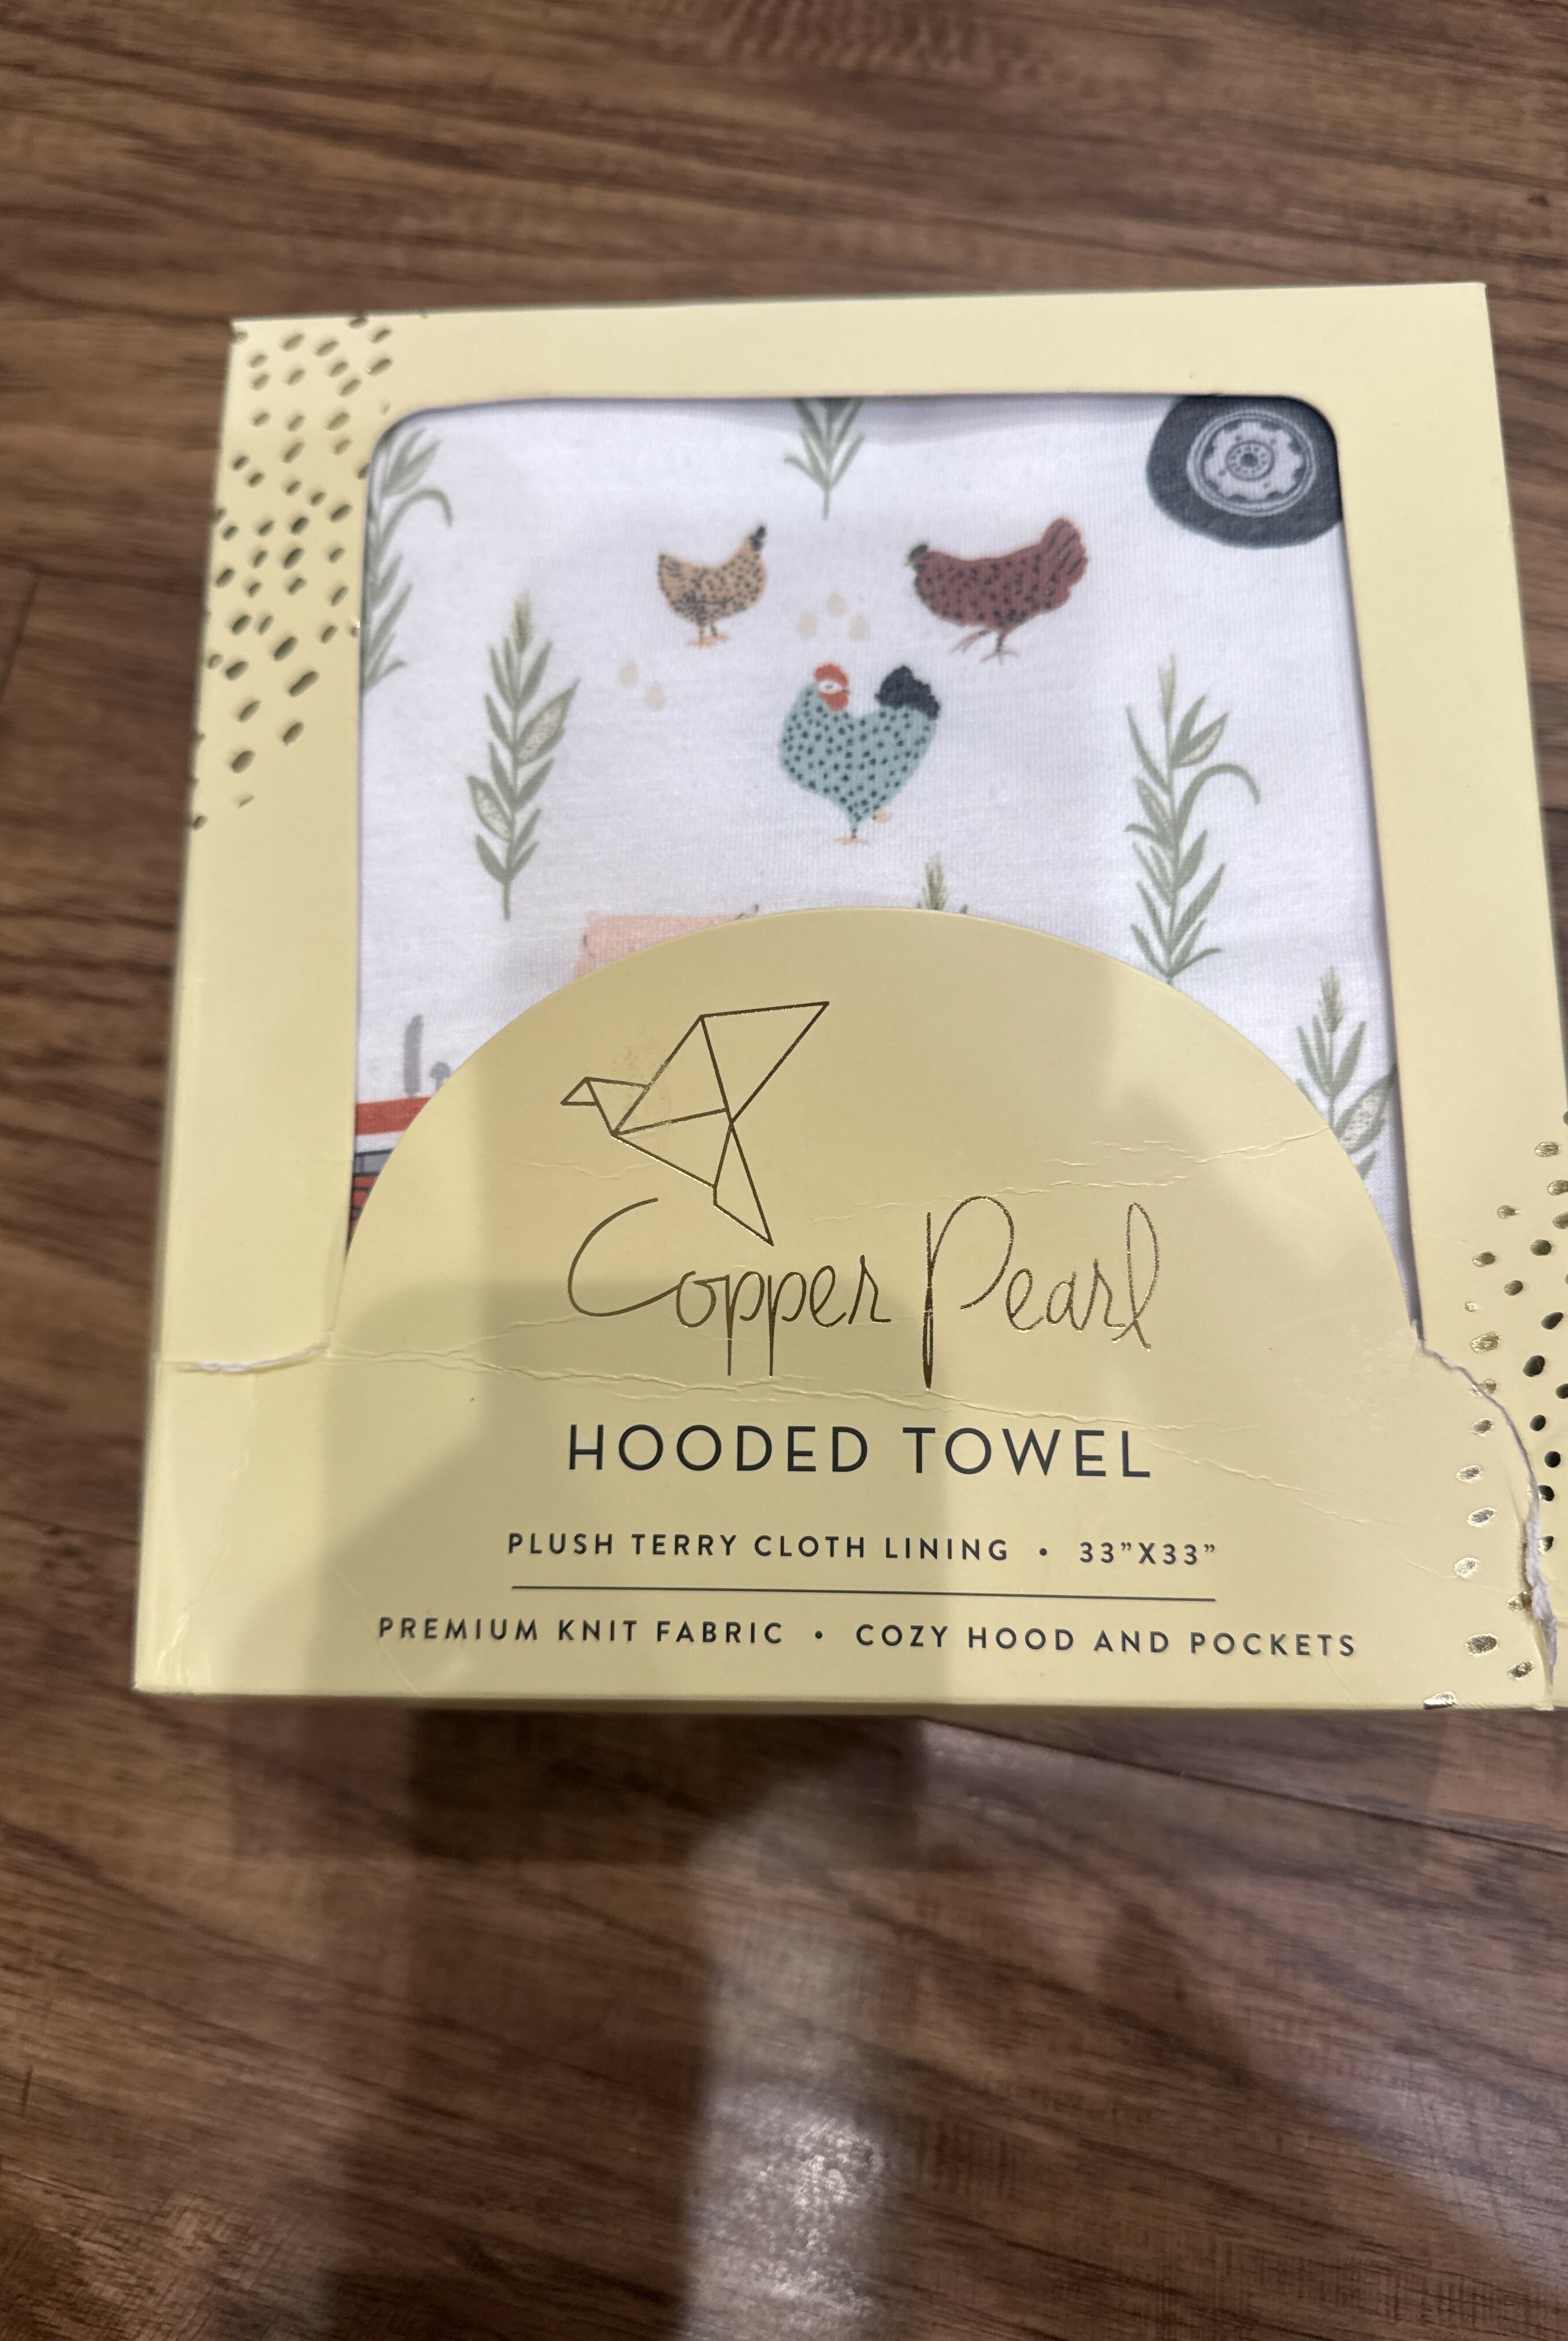 Copper Pearl
HOODED TOWEL
PLUSH TERRY CLOTH LINING • 33”X33”
PREMIUM KNIT FABRIC • COZY HOOD AND POCKETS